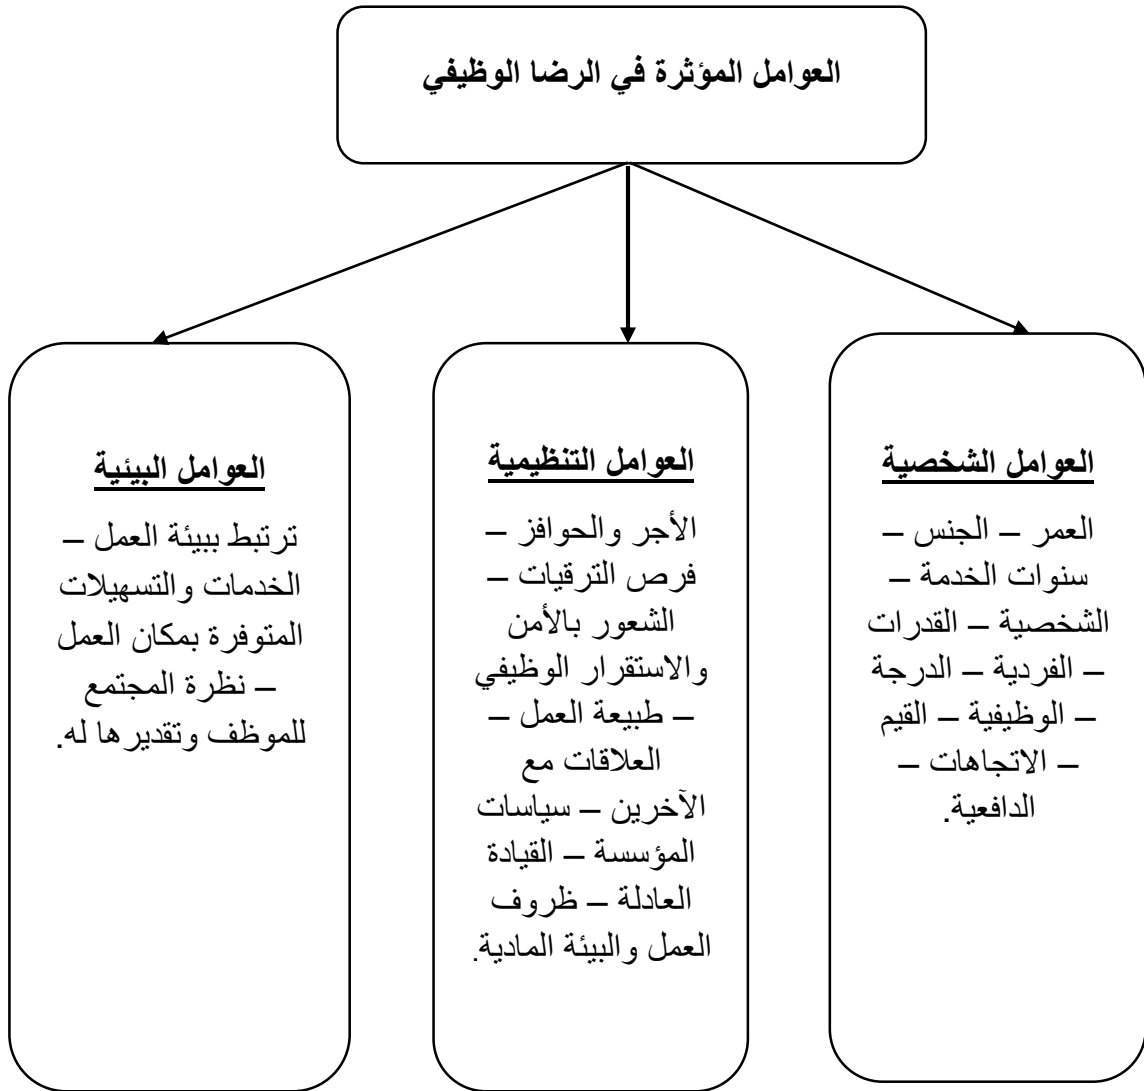 العوامل المؤثرة في الرضا الوظيفي
العوامل الشخصية
العمر – الجنس –
سنوات الخدمة –
الشخصية – القدرات
– الفردية – الدرجة
– الوظيفية – القيم
– الاتجاهات –
الدافعية.
العوامل التنظيمية
الأجر والحوافز –
فرص الترقيات –
الشعور بالأمن
والاستقرار الوظيفي
– طبيعة العمل –
العلاقات مع
الآخرين – سياسات
المؤسسة – القيادة
العادلة – ظروف
العمل والبيئة المادية.
العوامل البيئية
ترتبط ببيئة العمل –
الخدمات والتسهيلات
المتوفرة بمكان العمل
– نظرة المجتمع
للموظف وتقديرها له.